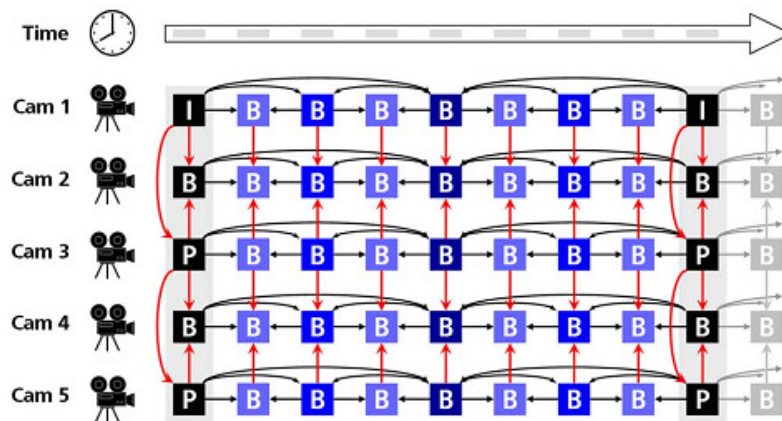 Time
Cam 1 I B B B B B B B I B
Cam 2 B B B B B B B B B B
Cam 3 P B B B B B B B P B
Cam 4 B B B B B B B B B B
Cam 5 P B B B B B B B P B